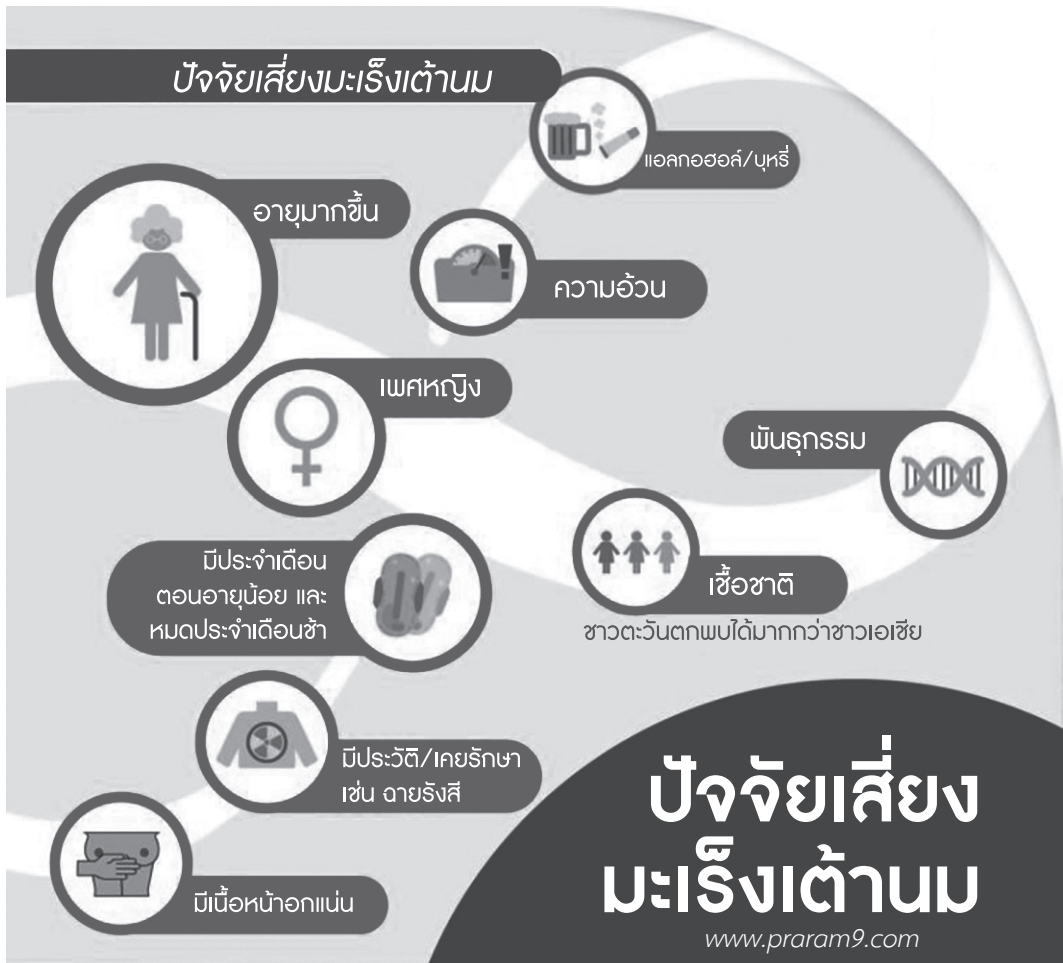 ปัจจัยเสี่ยงมะเร็งเต้านม
แอลกอฮอล์/บุหรี่
อายุมากขึ้น
ความอ้วน
เพศหญิง
พันธุกรรม
มีประจำเดือน
ตอนอายุน้อย และ
หมดประจำเดือนช้า
เชื้อชาติ
ชาวตะวันตกพบได้มากกว่าชาวเอเชีย
มีประวัติ/เคยรักษา
เช่น ฉายรังสี
มีเนื้อหน้าอกแน่น
ปัจจัยเสี่ยง
มะเร็งเต้านม
www.praram9.com